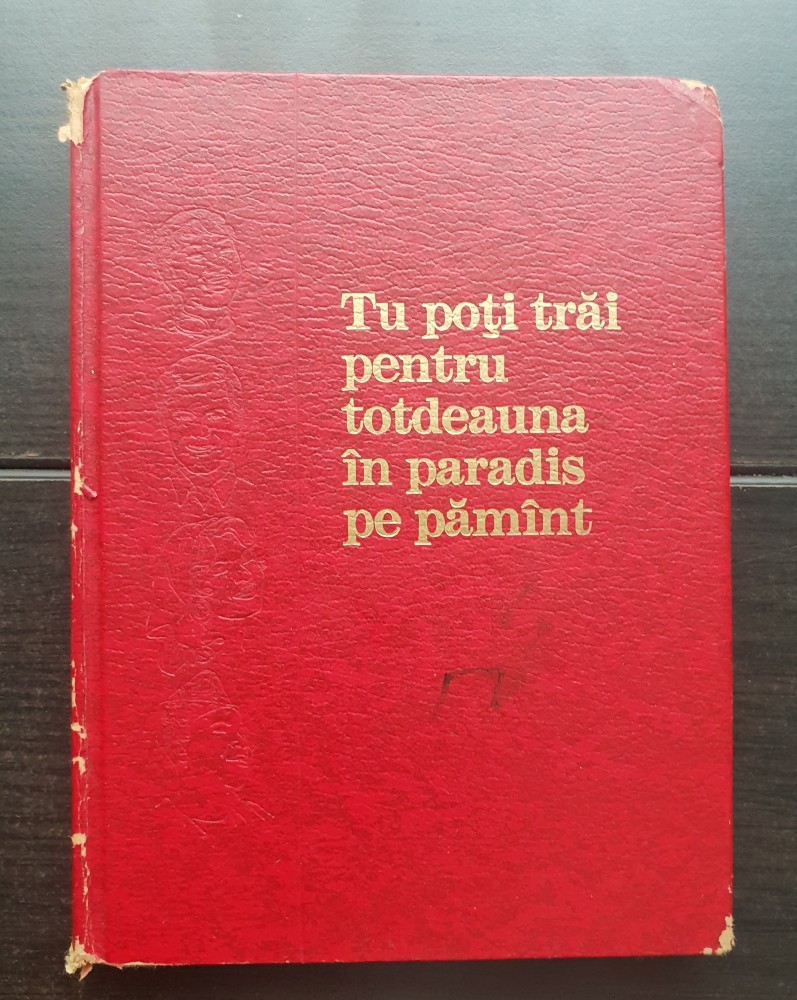 Tu poţi trăi
pentru
totdeauna
în paradis
pe pămînt